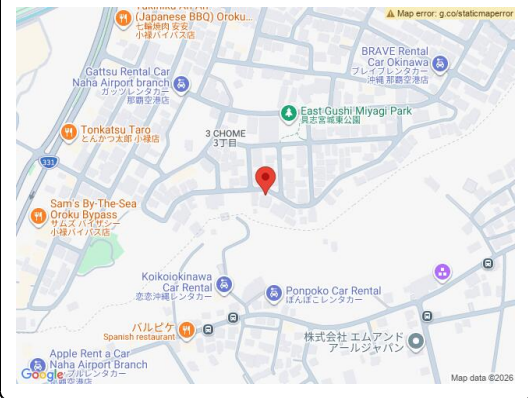 (Japanese BBQ) Oroku...
七輪焼肉 安安
小禄バイパス店
Map error: g.co/staticmaperror
BRAVE Rental
Car Okinawa
ブレイブレンタカー
沖縄 那覇空港店
Gattsu Rental Car
Naha Airport branch
ガッツレンタカー
那覇空港店
East Gushi Miyagi Park
具志宮城東公園
Tonkatsu Taro
とんかつ太郎 小禄店
3 CHOME
3丁目
331
Sam's By-The-Sea
Oroku Bypass
サムズ バイザシー
小禄バイパス店
Koikoiokinawa
Car Rental
恋恋沖縄レンタカー
Ponpoko Car Rental
ぽんぽこレンタカー
バルピケ
Spanish restaurant
株式会社 エムアンド
アールジャパン
Apple Rent a Car
Naha Airport Branch
アップルレンタカー
那覇空港店
Google
Map data ©2026